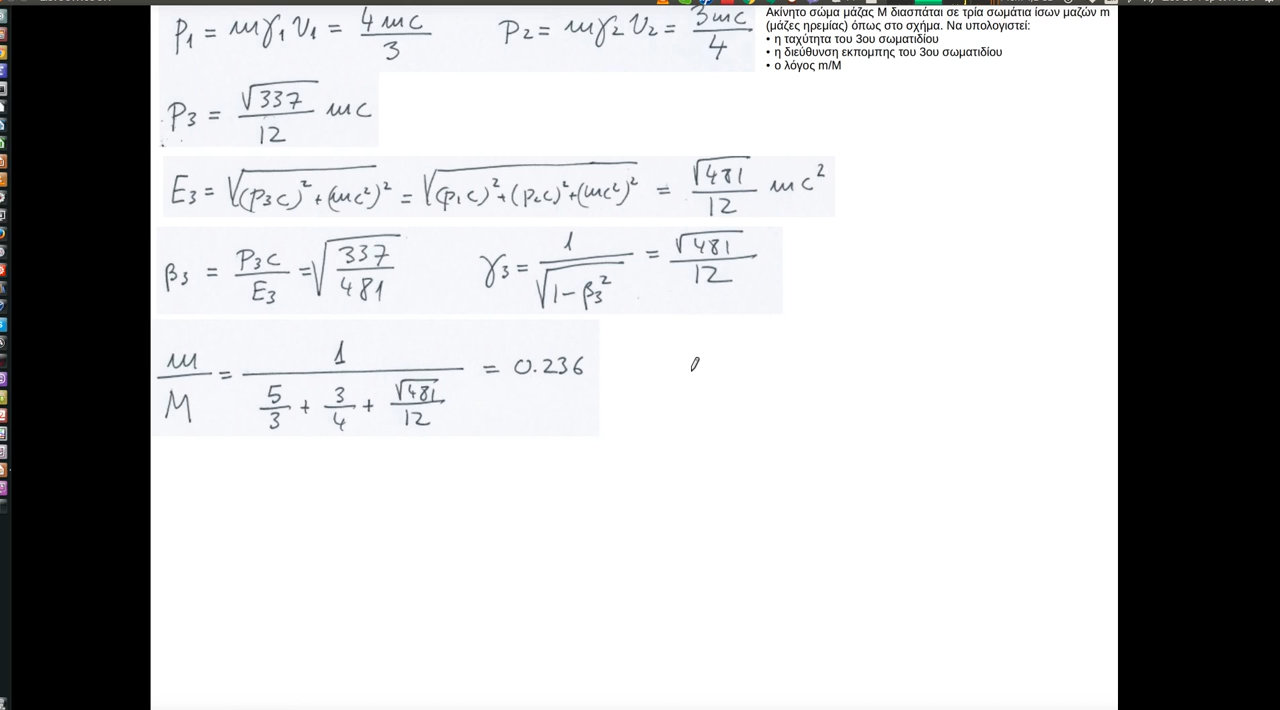 p₁ = mγ₁v₁ = 4mc/3    p₂ = mγ₂v₂ = 3mc/4
Ακίνητο σώμα μάζας Μ διασπάται σε τρία σωμάτια ίσων μαζών m
(μάζες ηρεμίας) όπως στο σχήμα. Να υπολογιστεί:
• η ταχύτητα του 3ου σωματιδίου
• η διεύθυνση εκπομπης του 3ου σωματιδίου
• ο λόγος m/M
p₃ = √337/12 mc
E₃ = √((p₃c)² + (mc²)²) = √((p₁c)² + (p₂c)² + (mc²)²) = √481/12 mc²
β₃ = p₃c/E₃ = √(337/481)    γ₃ = 1/√(1-β₃²) = √481/12
m/M = 1/(5/3 + 3/4 + √481/12) = 0.236